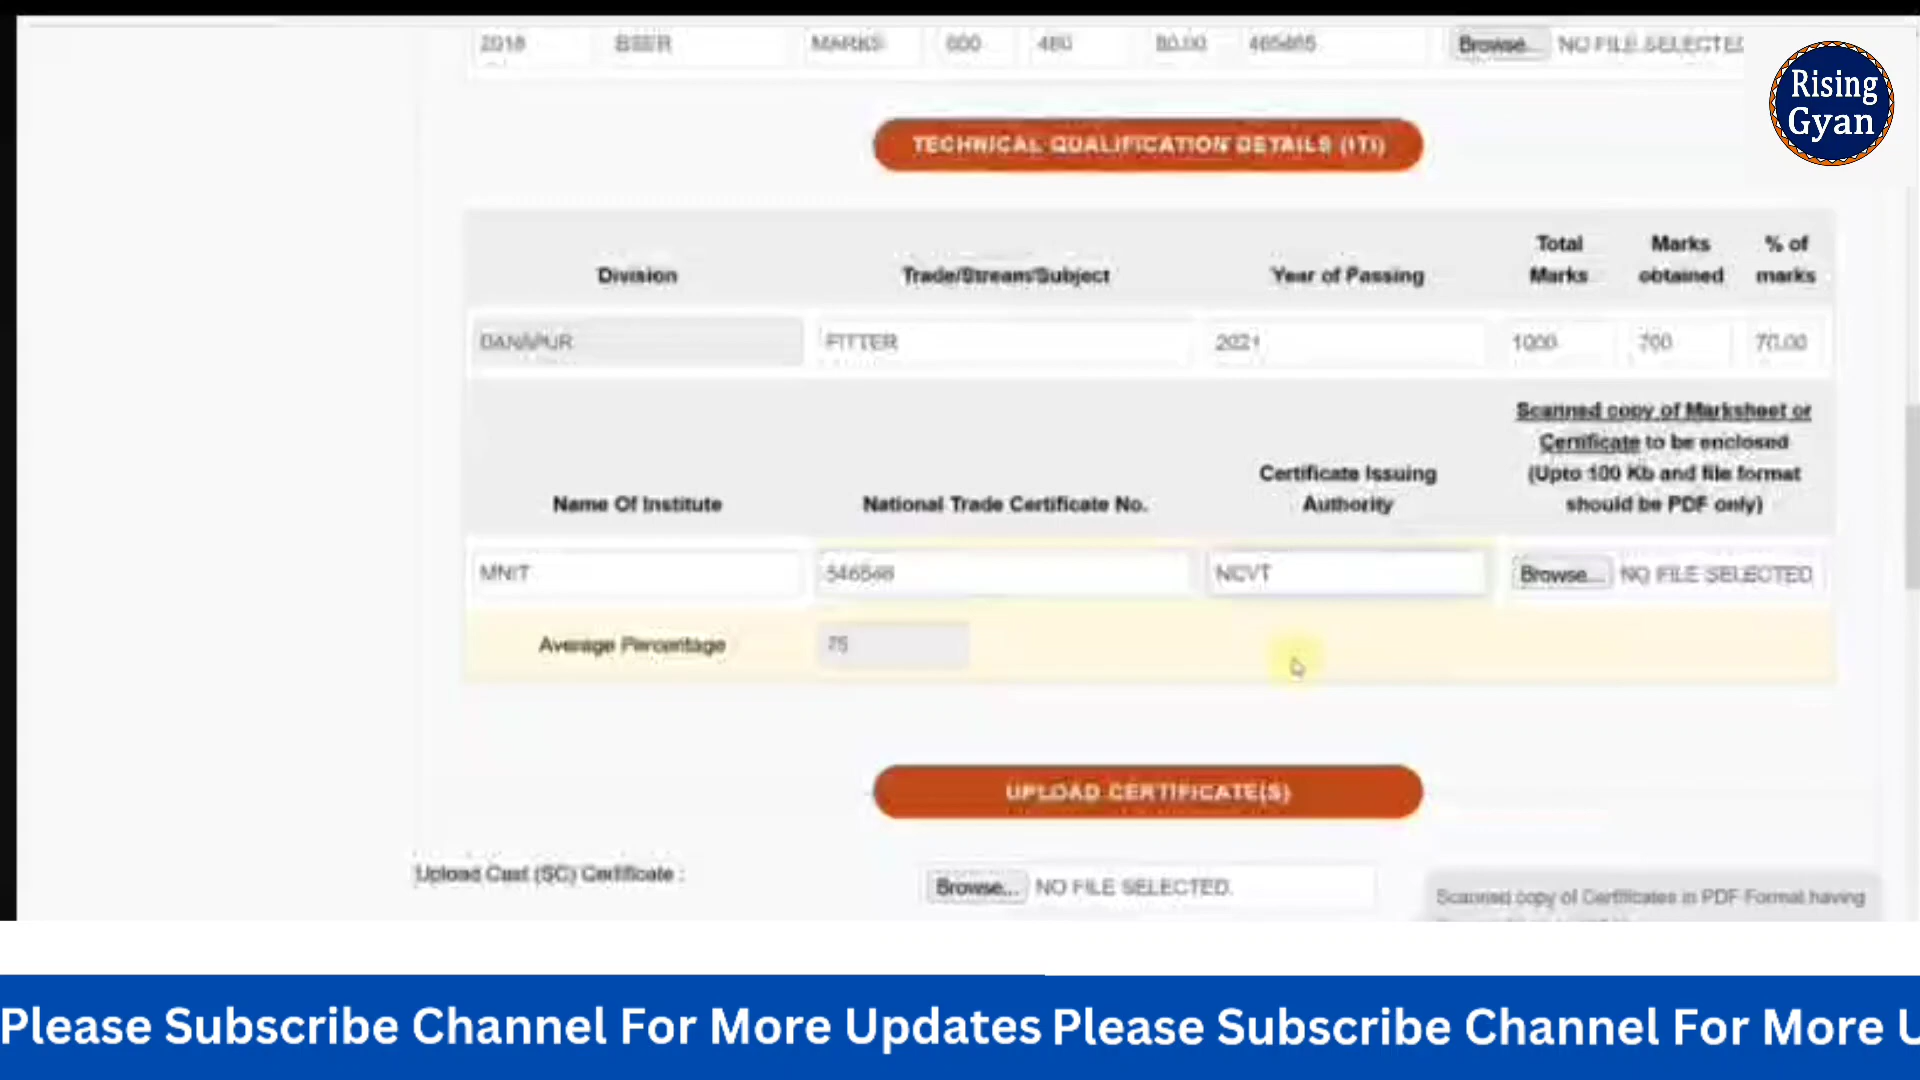 2018 BSER MARKS 600 480 80.00 465465 Browse... NO FILE SELECTED
Rising
Gyan
TECHNICAL QUALIFICATION DETAILS (ITI)
Division Trade/Stream/Subject Year of Passing Total Marks Marks obtained % of marks
DANAPUR FITTER 2021 1000 700 70.00
Name Of Institute National Trade Certificate No. Certificate Issuing Authority Scanned copy of Marksheet or
Certificate to be enclosed
(Upto 100 Kb and file format
should be PDF only)
MNIT 546546 NCVT Browse... NO FILE SELECTED
Average Percentage 75
UPLOAD CERTIFICATE(S)
Upload Cast (SC) Certificate :
Browse... NO FILE SELECTED.
Scanned copy of Certificates in PDF Format having
Please Subscribe Channel For More Updates Please Subscribe Channel For More U